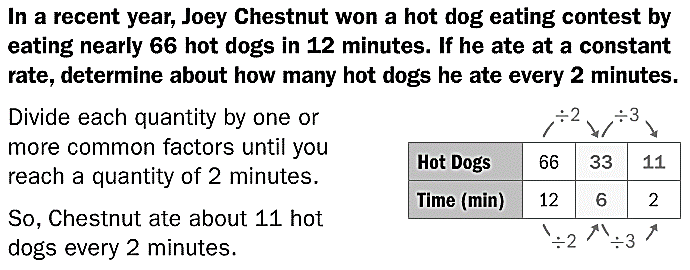 In a recent year, Joey Chestnut won a hot dog eating contest by
eating nearly 66 hot dogs in 12 minutes. If he ate at a constant
rate, determine about how many hot dogs he ate every 2 minutes.
Divide each quantity by one or
more common factors until you
reach a quantity of 2 minutes.
So, Chestnut ate about 11 hot
dogs every 2 minutes.
÷2 ÷3
Hot Dogs 66 33 11
Time (min) 12 6 2
÷2 ÷3